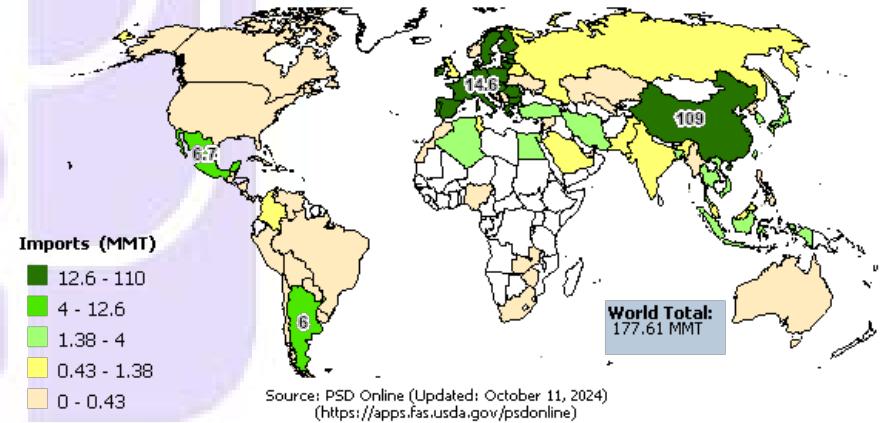 14.6
109
6.7
6
Imports (MMT)
12.6 - 110
4 - 12.6
1.38 - 4
0.43 - 1.38
0 - 0.43
World Total:
177.61 MMT
Source: PSD Online (Updated: October 11, 2024)
(https://apps.fas.usda.gov/psdonline)